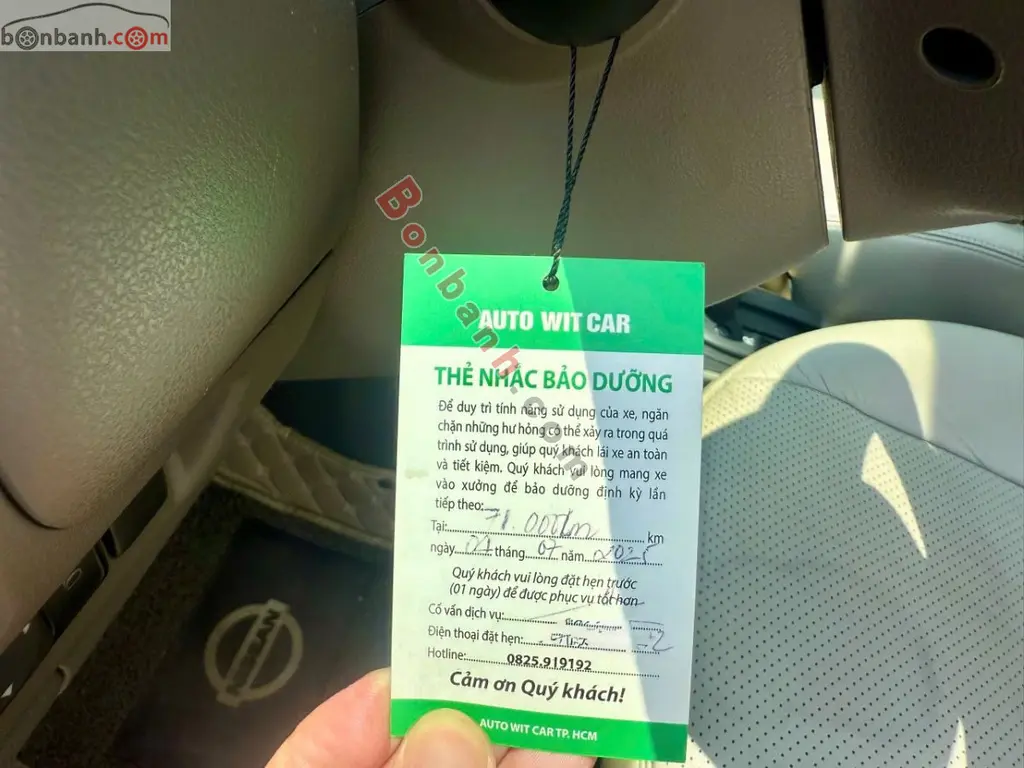 bonbanh.com
Bonbanh.com
AUTO WIT CAR
THẺ NHẮC BẢO DƯỠNG
Để duy trì tính năng sử dụng của xe, ngăn
chặn những hư hỏng có thể xảy ra trong quá
trình sử dụng, giúp quý khách lái xe an toàn
và tiết kiệm. Quý khách vui lòng mang xe
vào xưởng để bảo dưỡng định kỳ lần
tiếp theo:
Tại: 71.000km km
ngày 01 tháng 07 năm 2025
Quý khách vui lòng đặt hẹn trước
(01 ngày) để được phục vụ tốt hơn
Cố vấn dịch vụ:
Điện thoại đặt hẹn:
Hotline: 0825.919192
Cảm ơn Quý khách!
AUTO WIT CAR TP. HCM